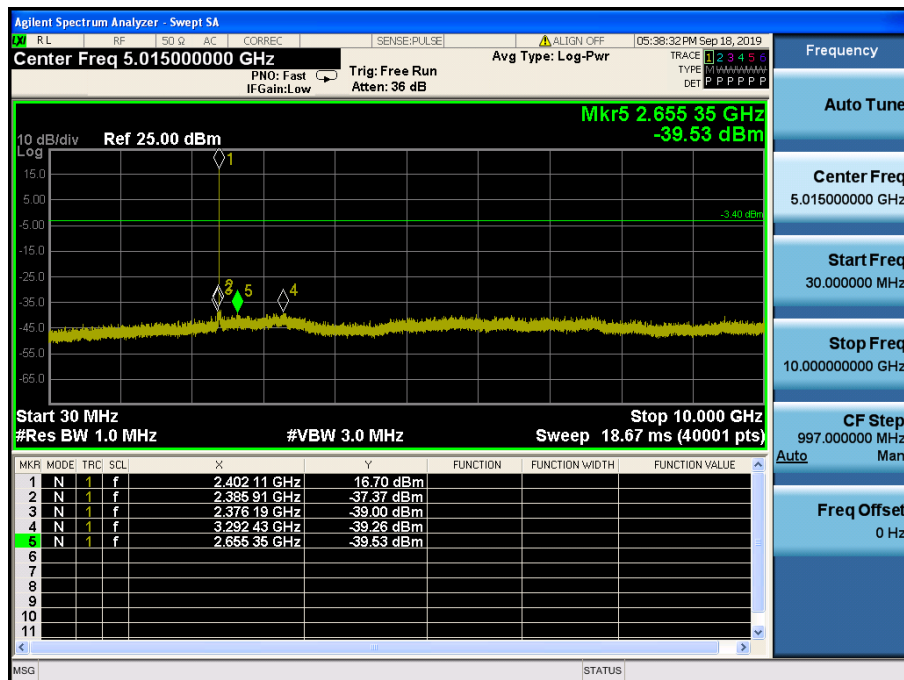 Agilent Spectrum Analyzer - Swept SA
LXI RL RF 50 Ω AC CORREC SENSE:PULSE ALIGN OFF 05:38:32 PM Sep 18, 2019
Center Freq 5.015000000 GHz
PNO: Fast
IFGain:Low
Trig: Free Run
Atten: 36 dB
Avg Type: Log-Pwr
TRACE 1 2 3 4 5 6
TYPE M W W W W W
DET P P P P P P
Mkr5 2.655 35 GHz
-39.53 dBm
10 dB/div
Log
Ref 25.00 dBm
15.0
5.00
-5.00
-15.0
-25.0
-35.0
-45.0
-55.0
-65.0
1
2
5
4
-3.40 dBm
Start 30 MHz Stop 10.000 GHz
#Res BW 1.0 MHz #VBW 3.0 MHz Sweep 18.67 ms (40001 pts)
MKR MODE TRC SCL X Y FUNCTION FUNCTION WIDTH FUNCTION VALUE
1 N 1 f 2.402 11 GHz 16.70 dBm
2 N 1 f 2.385 91 GHz -37.37 dBm
3 N 1 f 2.376 19 GHz -39.00 dBm
4 N 1 f 3.292 43 GHz -39.26 dBm
5 N 1 f 2.655 35 GHz -39.53 dBm
6
7
8
9
10
11
MSG STATUS
Frequency
Auto Tune
Center Freq
5.015000000 GHz
Start Freq
30.000000 MHz
Stop Freq
10.000000000 GHz
CF Step
997.000000 MHz
Auto Man
Freq Offset
0 Hz